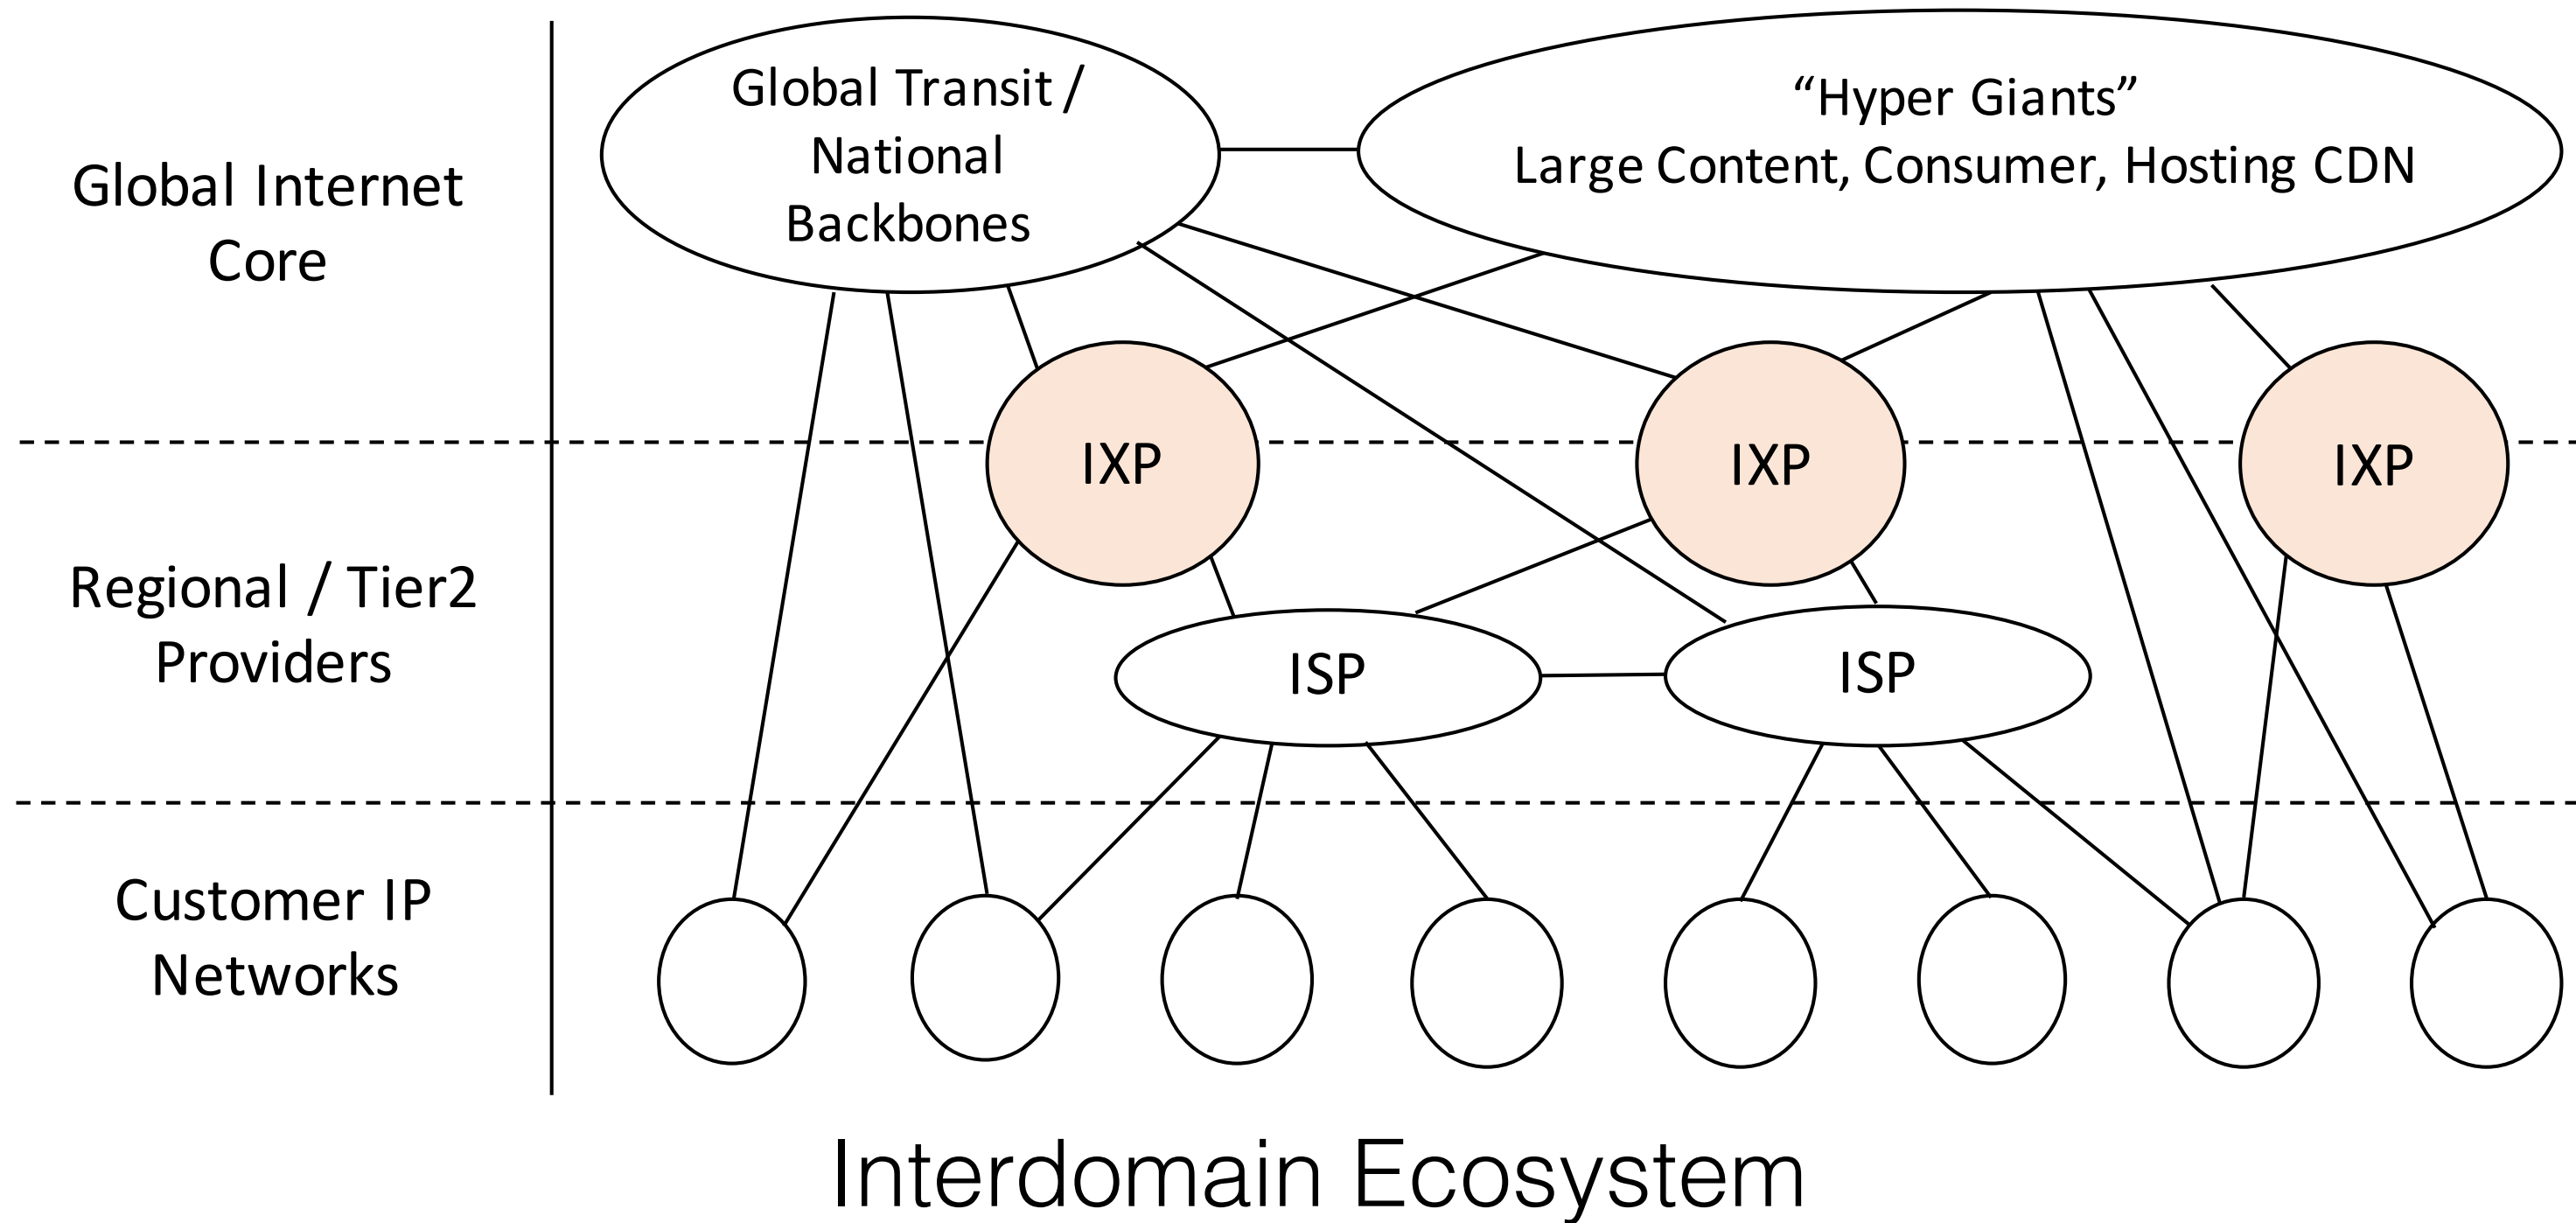 Global Internet
Core
Global Transit /
National
Backbones
“Hyper Giants”
Large Content, Consumer, Hosting CDN
IXP
IXP
IXP
Regional / Tier2
Providers
ISP
ISP
Customer IP
Networks
Interdomain Ecosystem